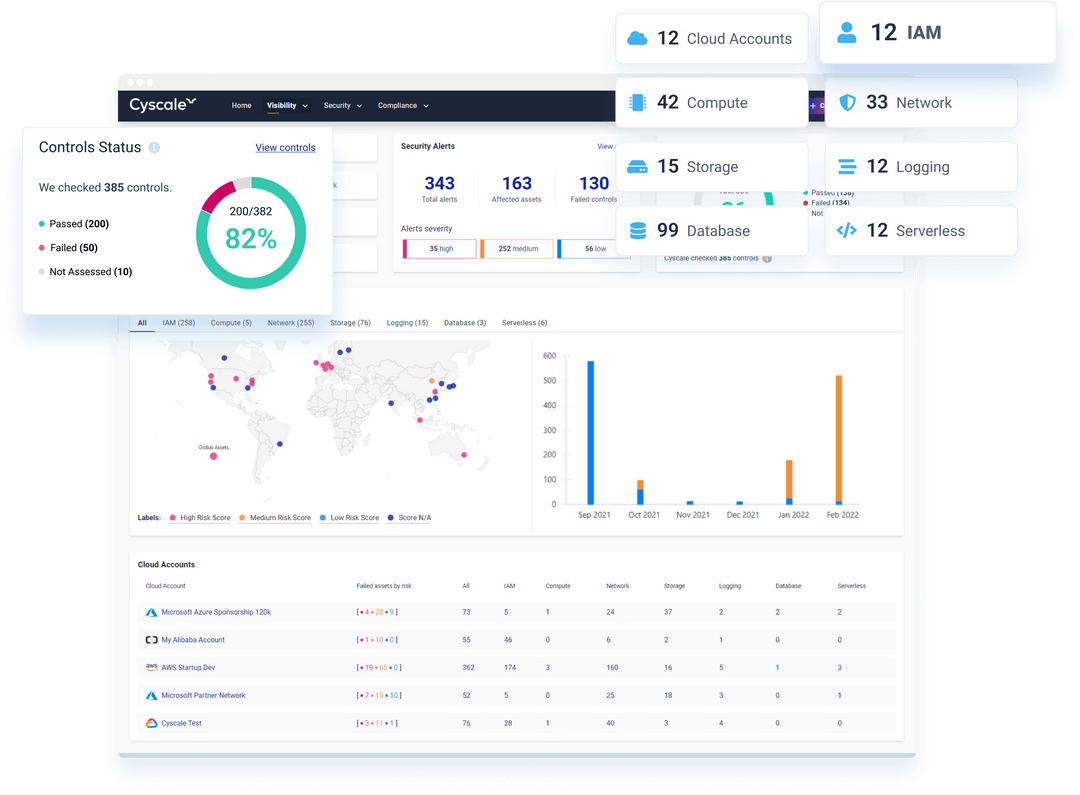 12 Cloud Accounts
12 IAM
42 Compute
33 Network
15 Storage
12 Logging
99 Database
12 Serverless
Cyscale
Home Visibility Security Compliance
+
Controls Status
View controls
We checked 385 controls.
Passed (200)
Failed (50)
Not Assessed (10)
200/382
82%
Security Alerts
View
343 163 130
Total alerts Affected assets Failed controls
Alerts severity
35 high 252 medium 56 low
Failed (134)
Not
Cyscale checked 385 controls
All IAM (258) Compute (5) Network (255) Storage (76) Logging (15) Database (3) Serverless (6)
Global Assets
Labels: High Risk Score Medium Risk Score Low Risk Score Score N/A
600
500
400
300
200
100
0
Sep 2021 Oct 2021 Nov 2021 Dec 2021 Jan 2022 Feb 2022
Cloud Accounts
Cloud Account Failed assets by risk All IAM Compute Network Storage Logging Database Serverless
Microsoft Azure Sponsorship 120k [ • 4 • 20 • 9 ] 73 5 1 24 37 2 2 2
My Alibaba Account [ • 1 • 10 • 0 ] 55 46 0 6 2 1 0 0
aws AWS Startup Dev [ • 19 • 65 • 0 ] 362 174 3 160 16 5 1 3
Microsoft Partner Network [ • 7 • 15 • 10 ] 52 5 0 25 18 3 0 1
Cyscale Test [ • 3 • 11 • 1 ] 76 28 1 40 3 4 0 0